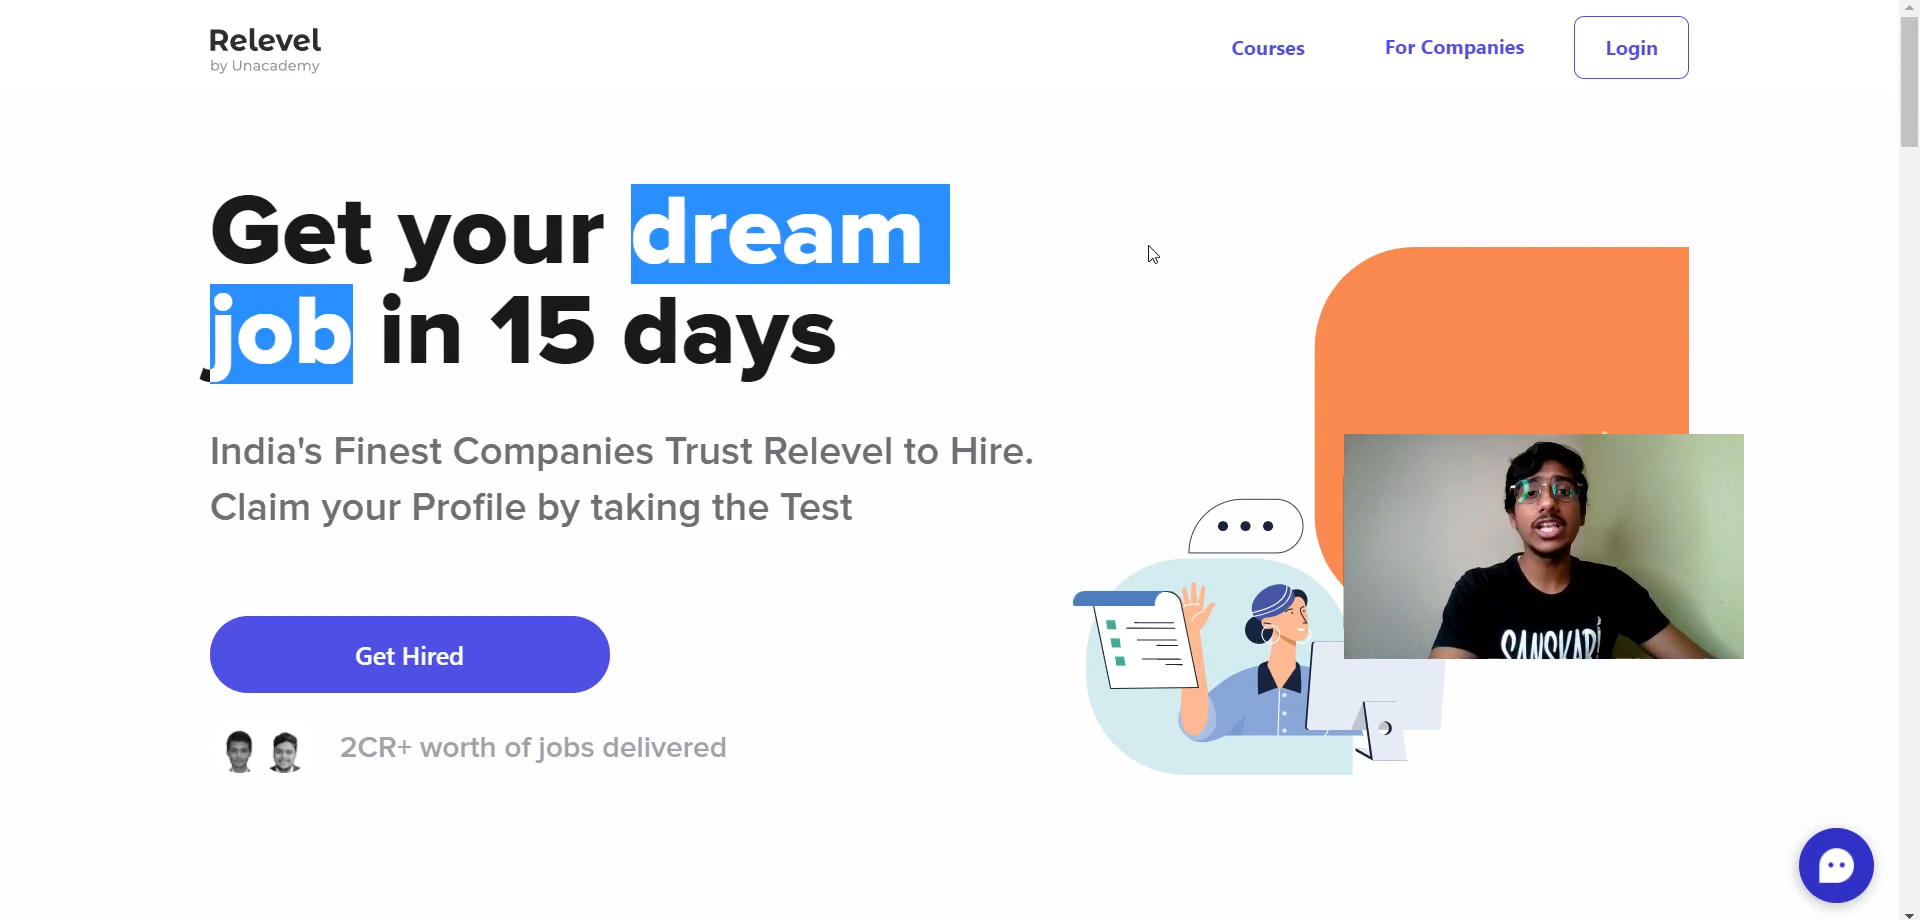 Relevel
by Unacademy
Courses
For Companies
Login
Get your dream
job in 15 days
India's Finest Companies Trust Relevel to Hire.
Claim your Profile by taking the Test
Get Hired
2CR+ worth of jobs delivered
SANSKARI